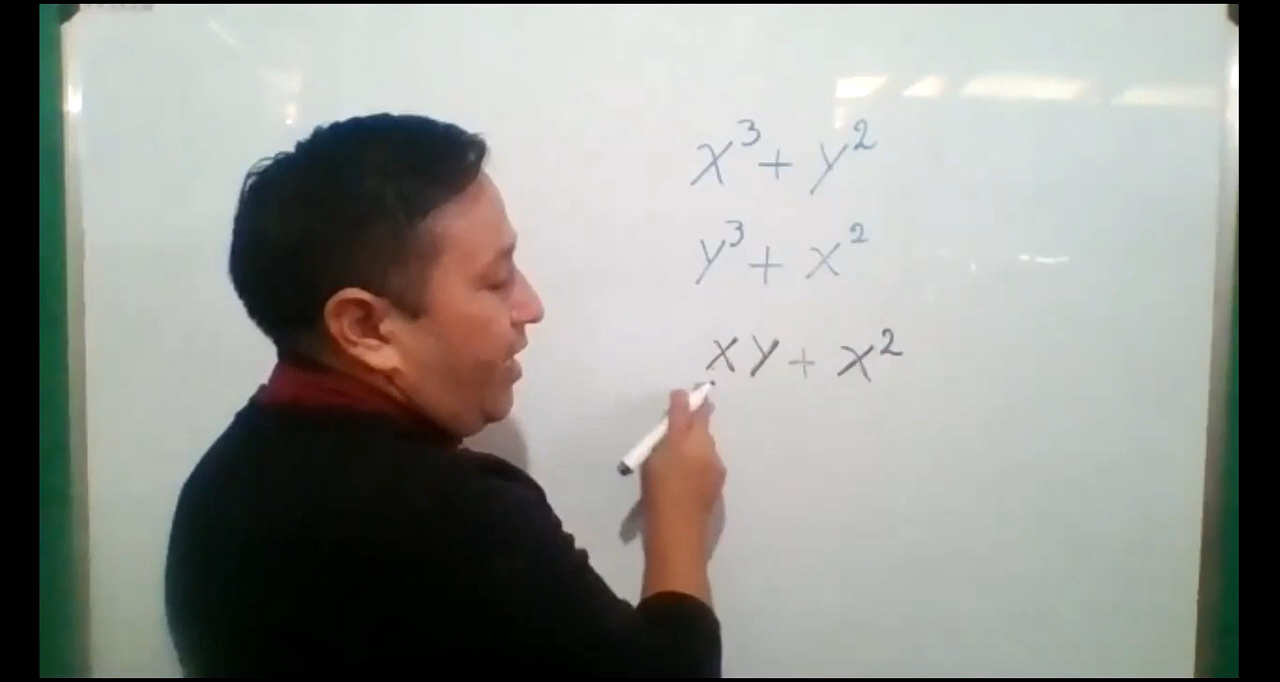 x³ + y²
y³ + x²
xy + x²